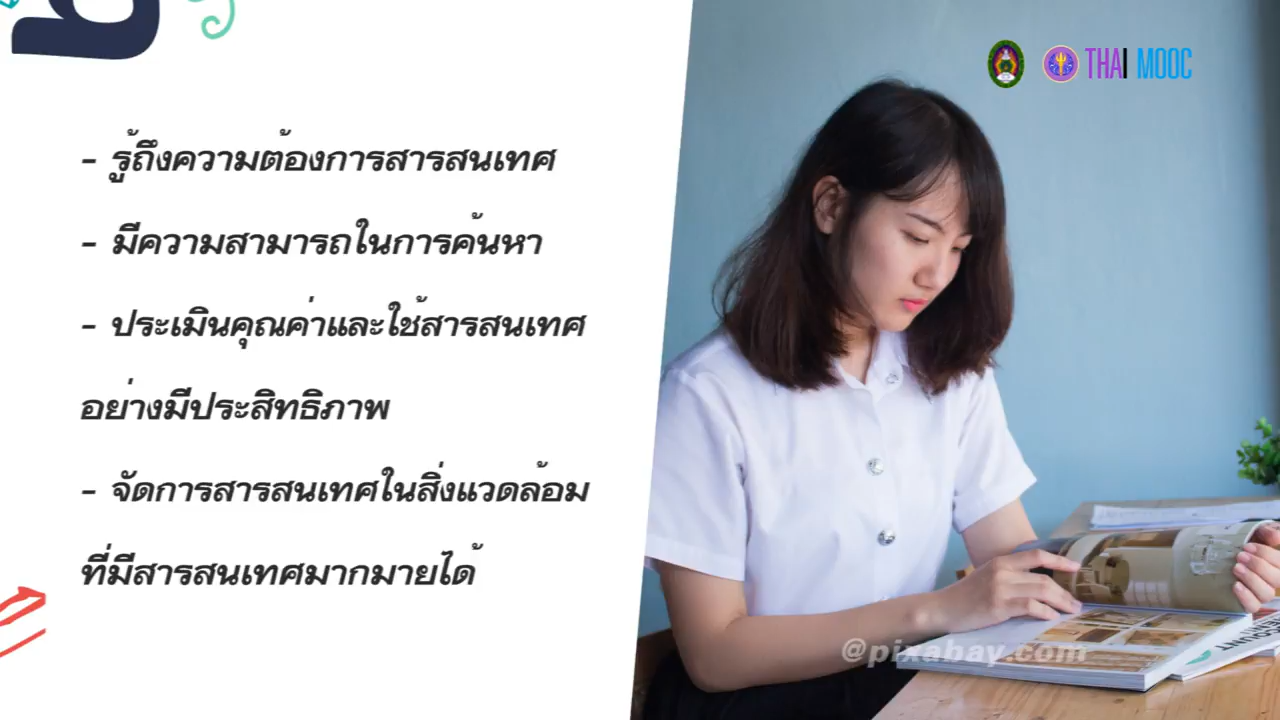 THAI MOOC
- รู้ถึงความต้องการสารสนเทศ
- มีความสามารถในการค้นหา
- ประเมินคุณค่าและใช้สารสนเทศ
อย่างมีประสิทธิภาพ
- จัดการสารสนเทศในสิ่งแวดล้อม
ที่มีสารสนเทศมากมายได้
@pixabay.com